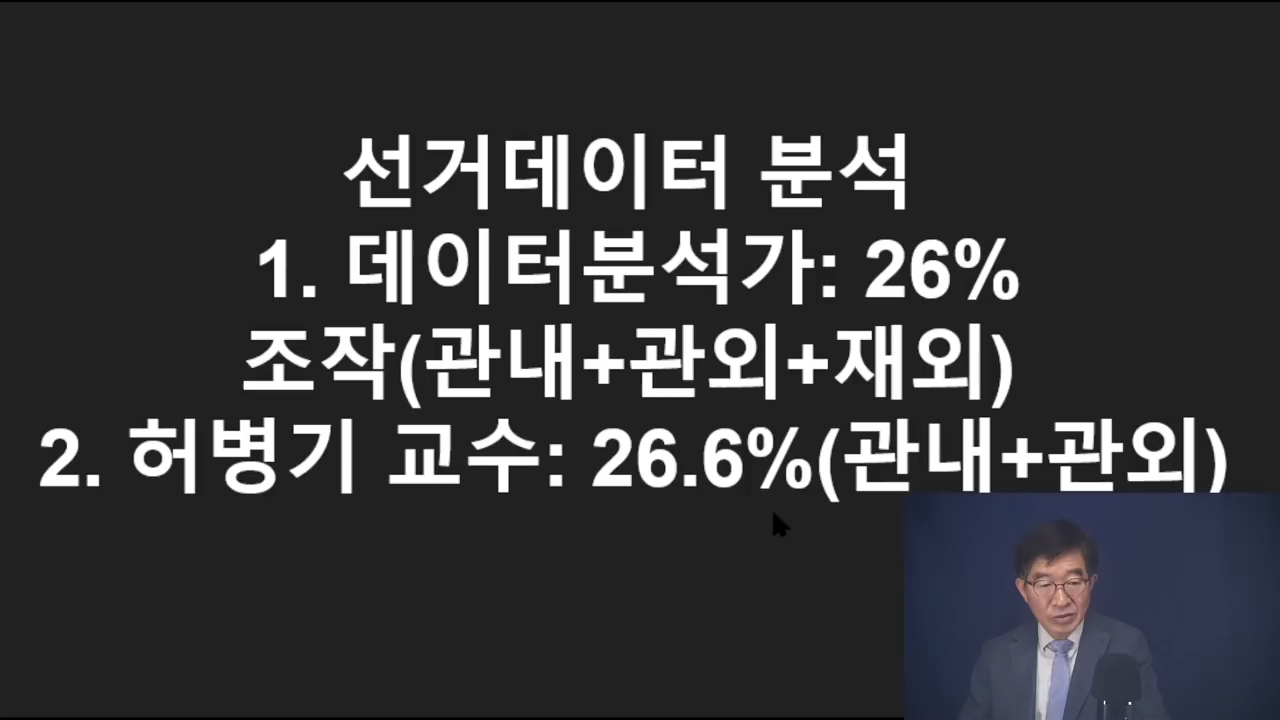 선거데이터 분석
1. 데이터분석가: 26%
조작(관내+관외+재외)
2. 허병기 교수: 26.6%(관내+관외)